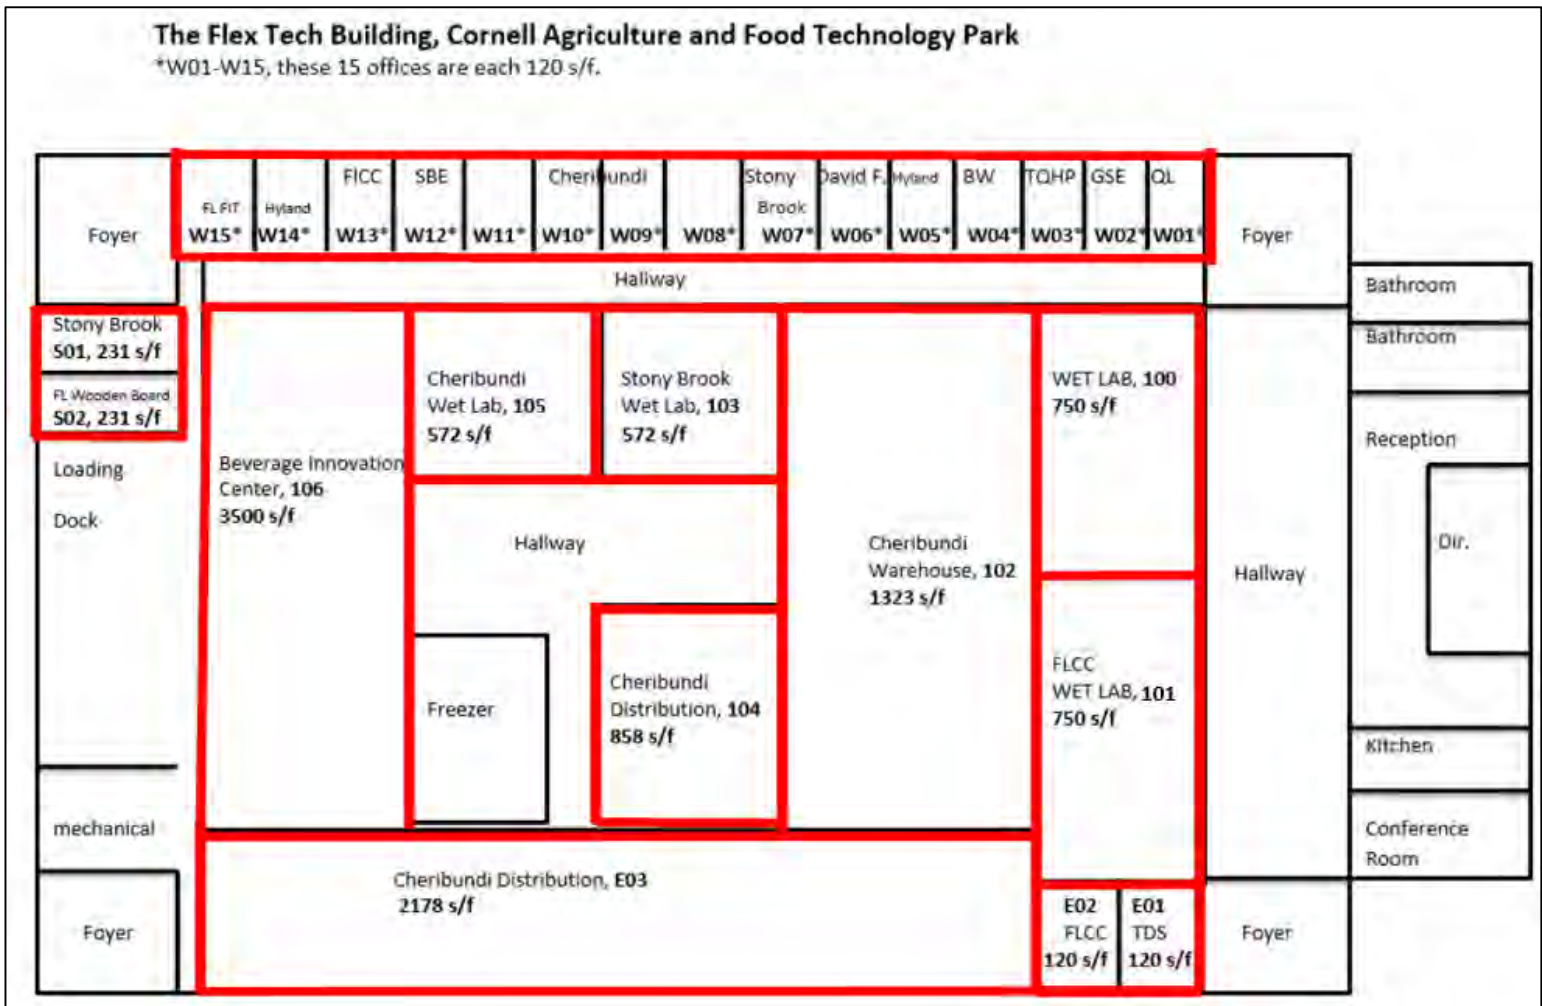 The Flex Tech Building, Cornell Agriculture and Food Technology Park
*W01-W15, these 15 offices are each 120 s/f.
Foyer
FL FIT
W15*
Hyland
W14*
FICC
W13*
SBE
W12*
W11*
Cheribundi
W10*
W09*
W08*
Stony
Brook
W07*
David F.
W06*
Hyland
W05*
BW
W04*
TQHP
W03*
GSE
W02*
QL
W01*
Foyer
Hallway
Bathroom
Bathroom
Stony Brook
S01, 231 s/f
FL Wooden Board
S02, 231 s/f
Loading
Dock
Beverage Innovation
Center, 106
3500 s/f
Cheribundi
Wet Lab, 105
572 s/f
Stony Brook
Wet Lab, 103
572 s/f
Hallway
Freezer
Cheribundi
Distribution, 104
858 s/f
Cheribundi
Warehouse, 102
1323 s/f
WET LAB, 100
750 s/f
FLCC
WET LAB, 101
750 s/f
Hallway
Reception
Dir.
Kitchen
Conference
Room
mechanical
Foyer
Cheribundi Distribution, E03
2178 s/f
E02
FLCC
120 s/f
E01
TDS
120 s/f
Foyer